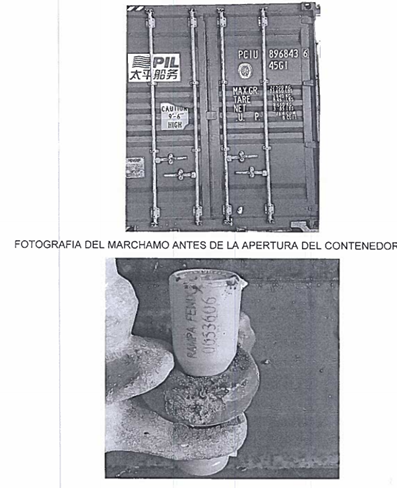 PIL
太平船务
PCIU 896843 6
45G1
CAUTION
9'-6"
HIGH
MAX.GR.
TARE
NET
FOTOGRAFIA DEL MARCHAMO ANTES DE LA APERTURA DEL CONTENEDOR
RAMPA FENIX
0653606